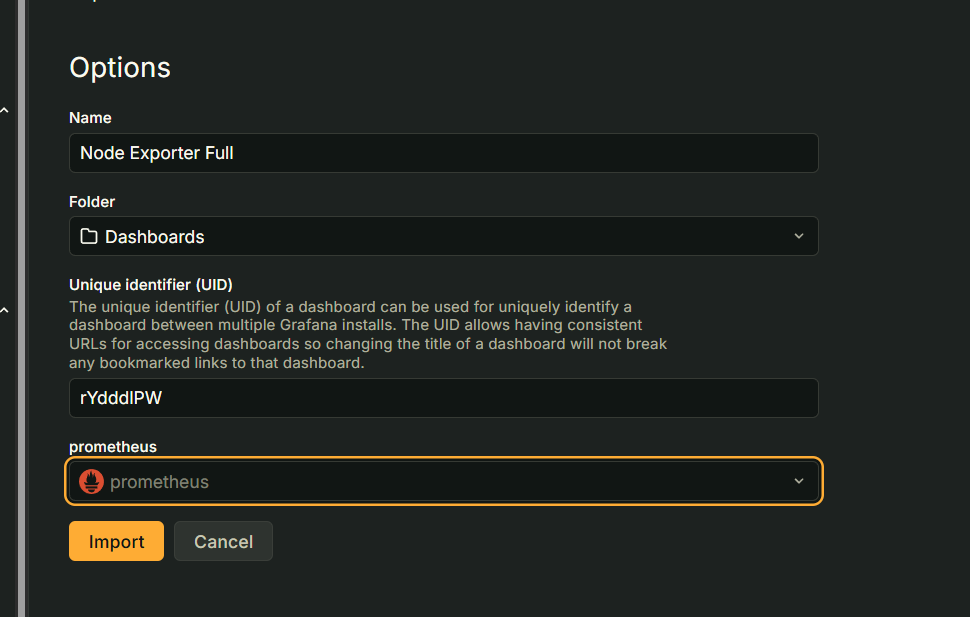 Options
Name
Node Exporter Full
Folder
Dashboards
Unique identifier (UID)
The unique identifier (UID) of a dashboard can be used for uniquely identify a
dashboard between multiple Grafana installs. The UID allows having consistent
URLs for accessing dashboards so changing the title of a dashboard will not break
any bookmarked links to that dashboard.
rYdddlPW
prometheus
prometheus
Import Cancel